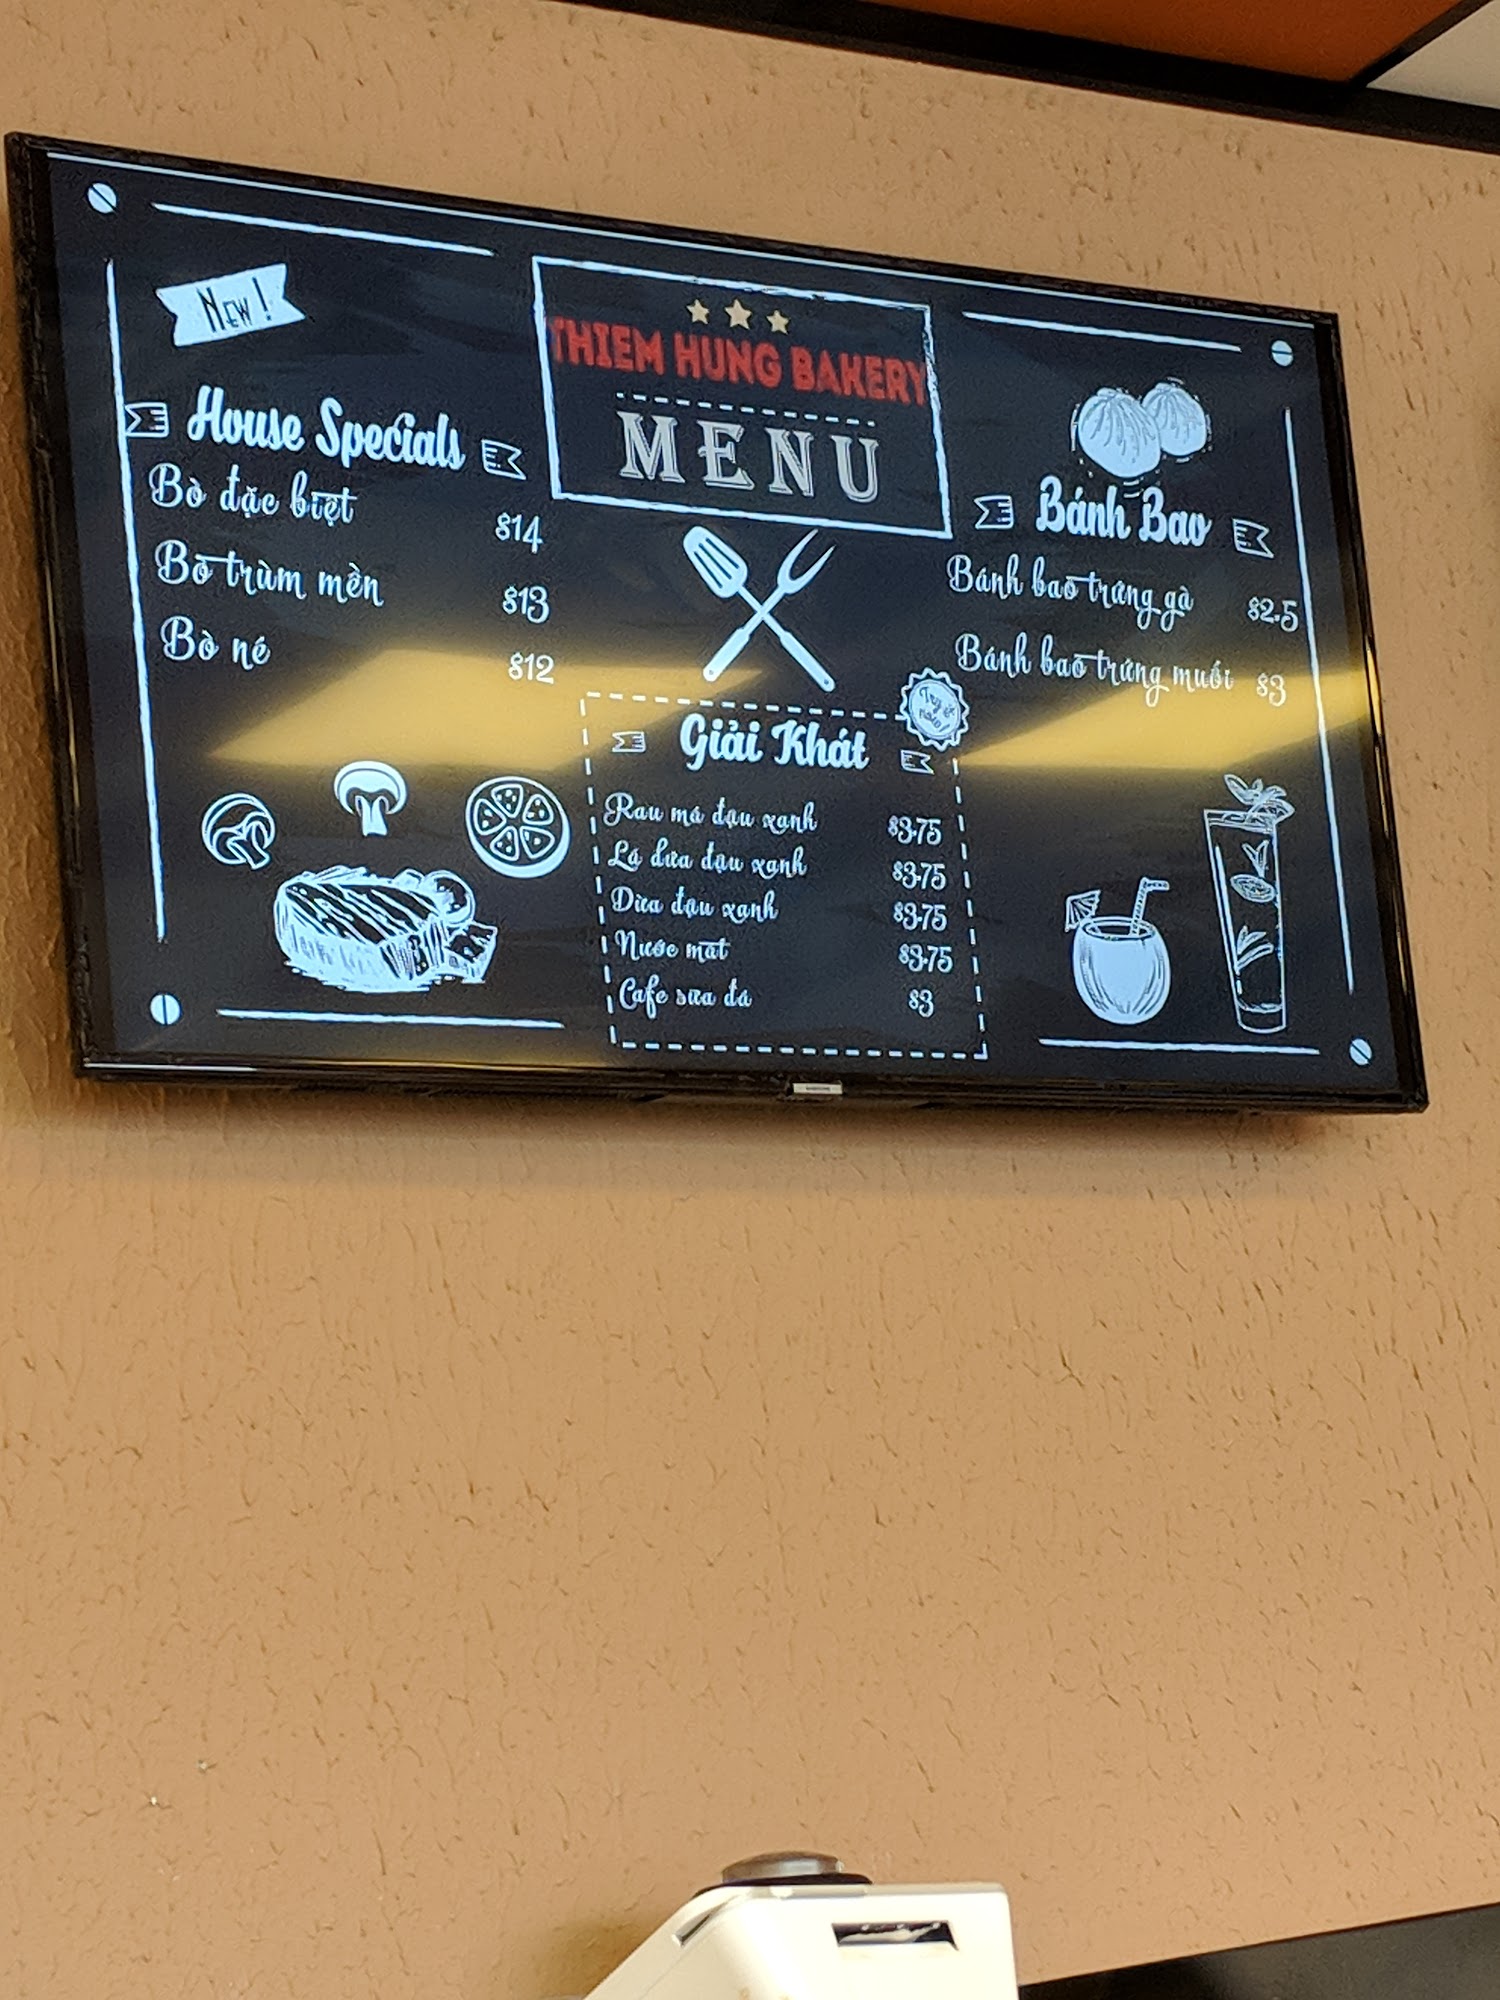 New!
THIEM HUNG BAKERY
MENU
House Specials
Bò đặc biệt $14
Bò trùm mền $13
Bò né $12
Bánh Bao
Bánh bao trứng gà $2.5
Bánh bao trứng muối $3
Try it now!
Giải Khát
Rau má đậu xanh $3.75
Lá dứa đậu xanh $3.75
Dừa đậu xanh $3.75
Nước mát $3.75
Cafe sữa đá $3